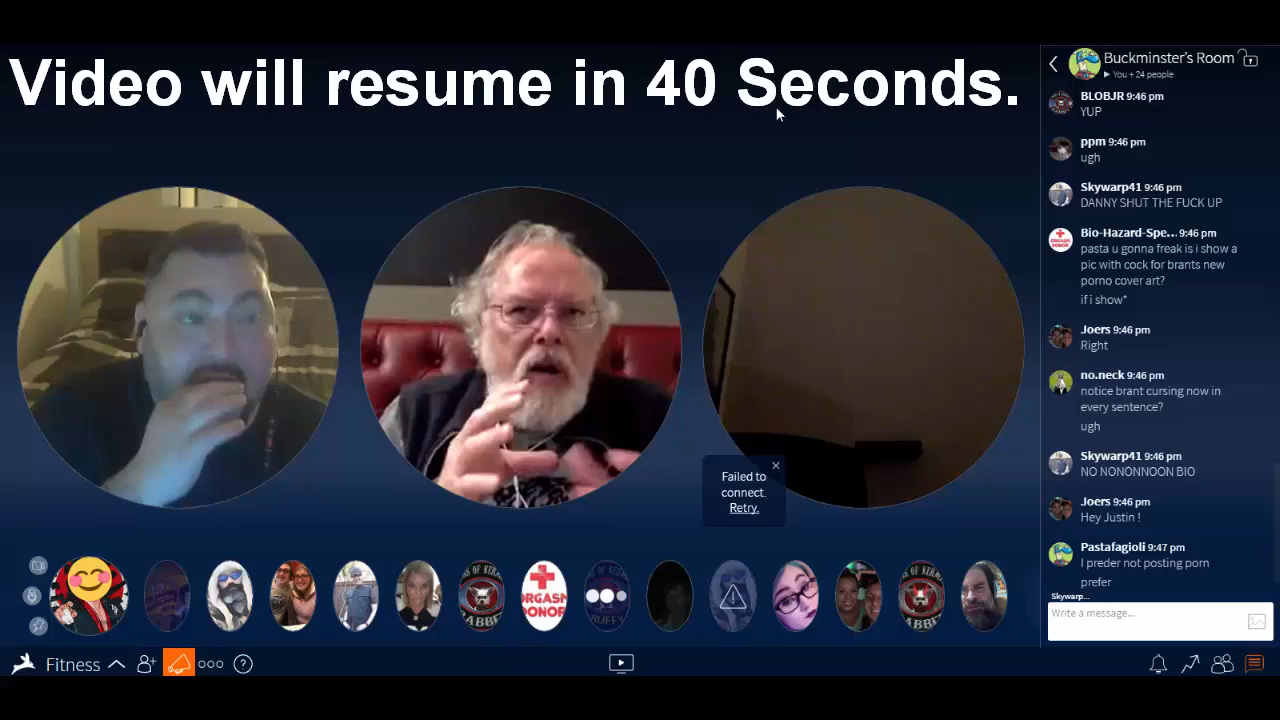 Video will resume in 40 Seconds.
Buckminster's Room
You + 24 people
BLOBJR 9:46 pm
YUP
ppm 9:46 pm
ugh
Skywarp41 9:46 pm
DANNY SHUT THE FUCK UP
Bio-Hazard-Spe... 9:46 pm
pasta u gonna freak is i show a
pic with cock for brants new
porno cover art?
if i show*
Joers 9:46 pm
Right
no.neck 9:46 pm
notice brant cursing now in
every sentence?
ugh
Skywarp41 9:46 pm
NO NONONNOON BIO
Joers 9:46 pm
Hey Justin !
Pastafagioli 9:47 pm
I preder not posting porn
prefer
Skywarp...
Write a message...
Failed to
connect.
Retry.
ORGASM
DONOR
Fitness